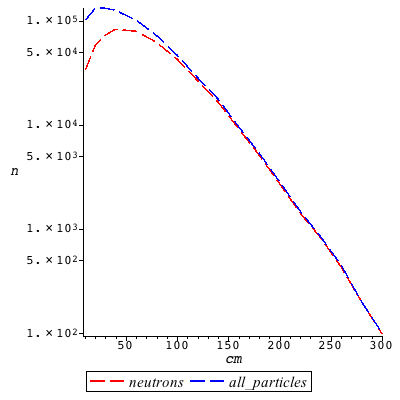 1. × 10⁵
5. × 10⁴
1. × 10⁴
5. × 10³
n
1. × 10³
5. × 10²
1. × 10²
50 100 150 200 250 300
cm
neutrons all_particles